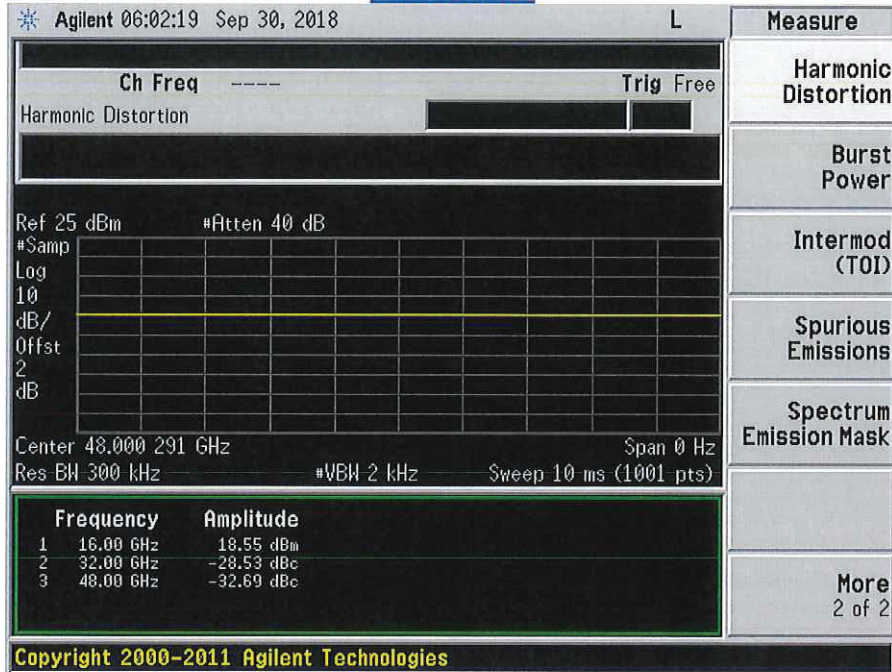 Agilent 06:02:19 Sep 30, 2018 L
Measure
Ch Freq ---- Trig Free
Harmonic Distortion
Harmonic
Distortion
Burst
Power
Intermod
(TOI)
Spurious
Emissions
Spectrum
Emission Mask
More
2 of 2
Ref 25 dBm #Atten 40 dB
#Samp
Log
10
dB/
Offst
2
dB
Center 48.000 291 GHz Span 0 Hz
Res BW 300 kHz #VBW 2 kHz Sweep 10 ms (1001 pts)
Frequency Amplitude
1 16.00 GHz 18.55 dBm
2 32.00 GHz -28.53 dBc
3 48.00 GHz -32.69 dBc
Copyright 2000-2011 Agilent Technologies